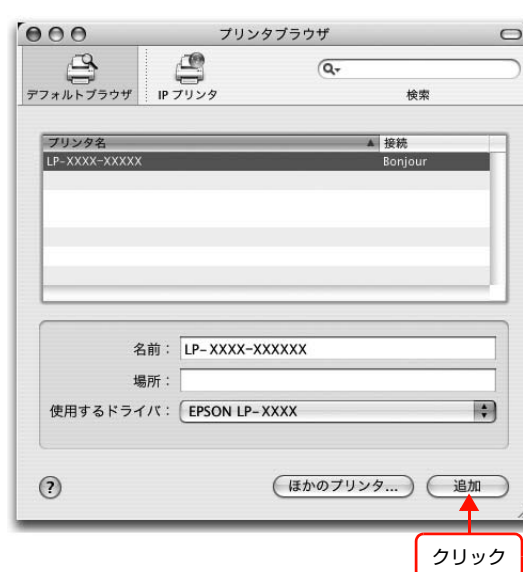 プリンタブラウザ
デフォルトブラウザ
IP プリンタ
検索
プリンタ名 接続
LP-XXXX-XXXXX Bonjour
名前： LP-XXXX-XXXXXX
場所：
使用するドライバ： EPSON LP-XXXX
? ほかのプリンタ... 追加
クリック